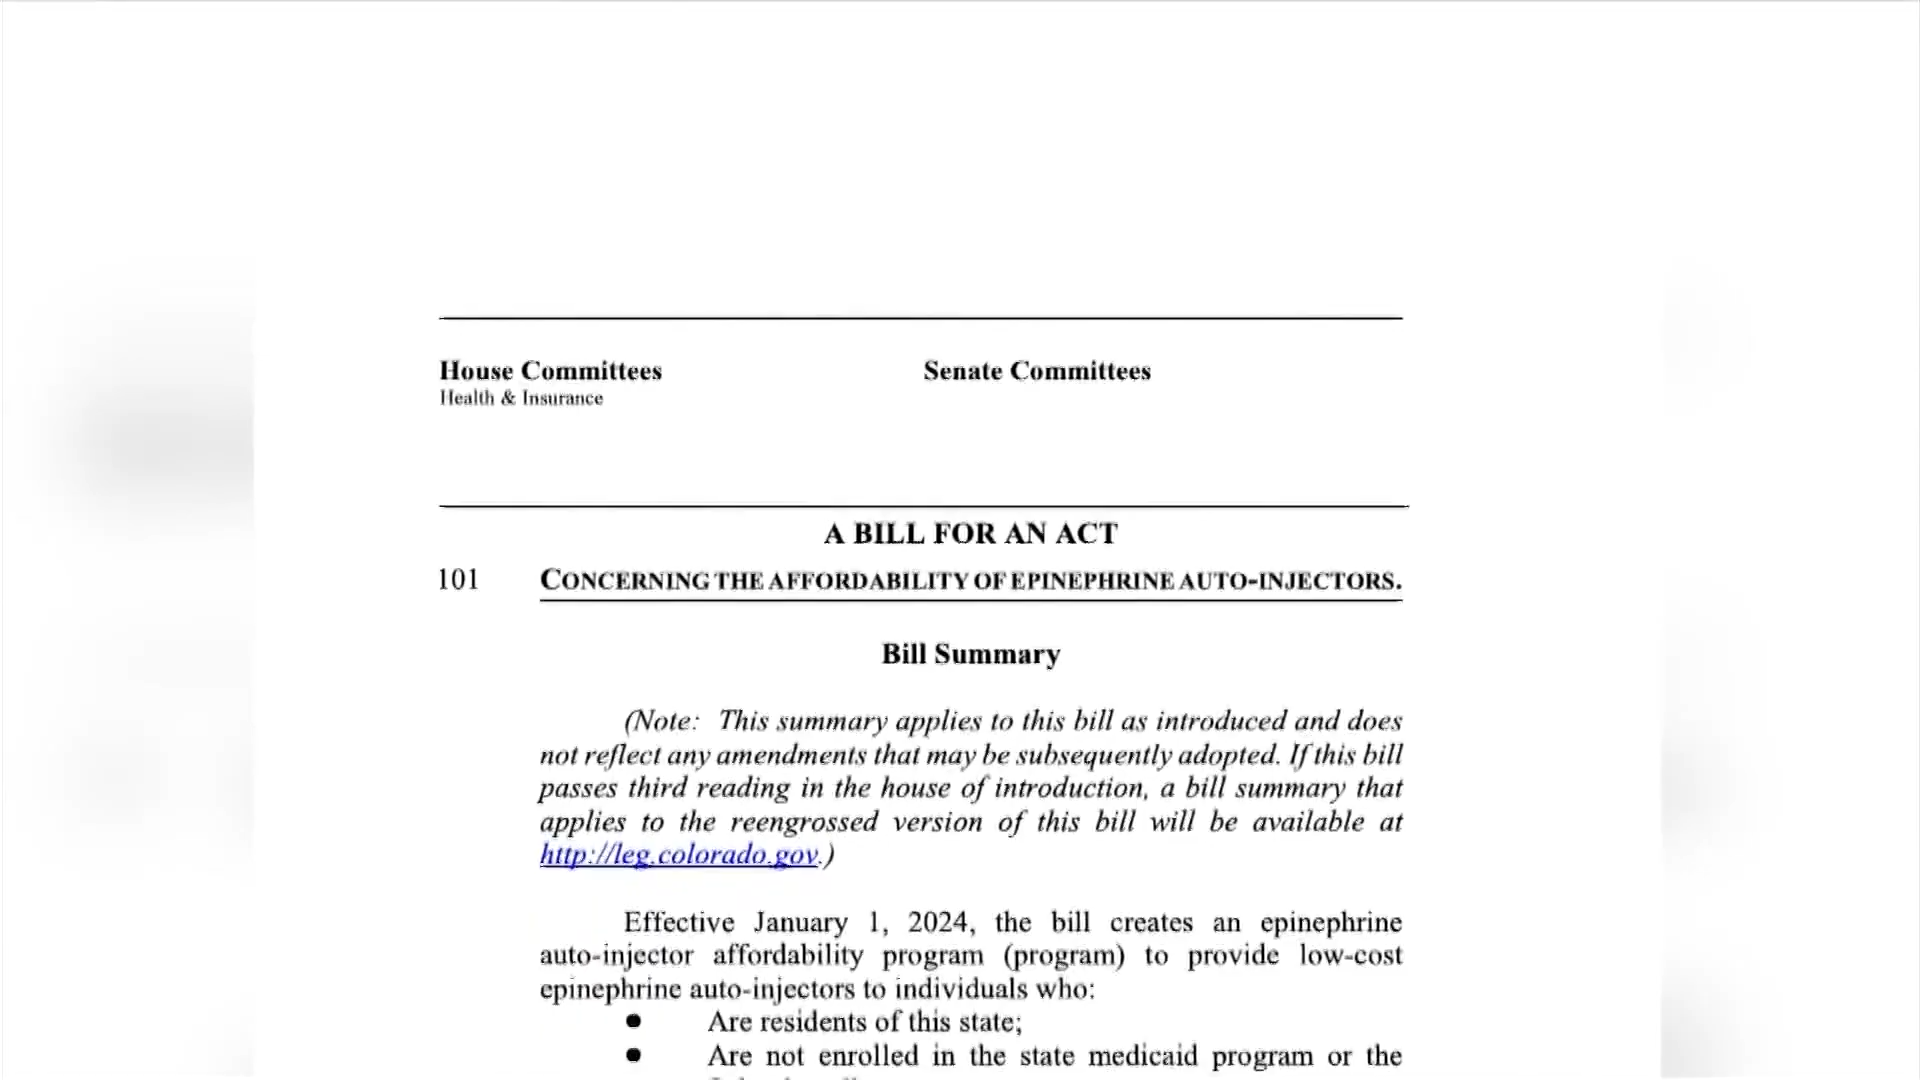 House Committees Senate Committees
Health & Insurance
A BILL FOR AN ACT
101 CONCERNING THE AFFORDABILITY OF EPINEPHRINE AUTO-INJECTORS.
Bill Summary
(Note: This summary applies to this bill as introduced and does
not reflect any amendments that may be subsequently adopted. If this bill
passes third reading in the house of introduction, a bill summary that
applies to the reengrossed version of this bill will be available at
http://leg.colorado.gov.)
Effective January 1, 2024, the bill creates an epinephrine
auto-injector affordability program (program) to provide low-cost
epinephrine auto-injectors to individuals who:
● Are residents of this state;
● Are not enrolled in the state medicaid program or the